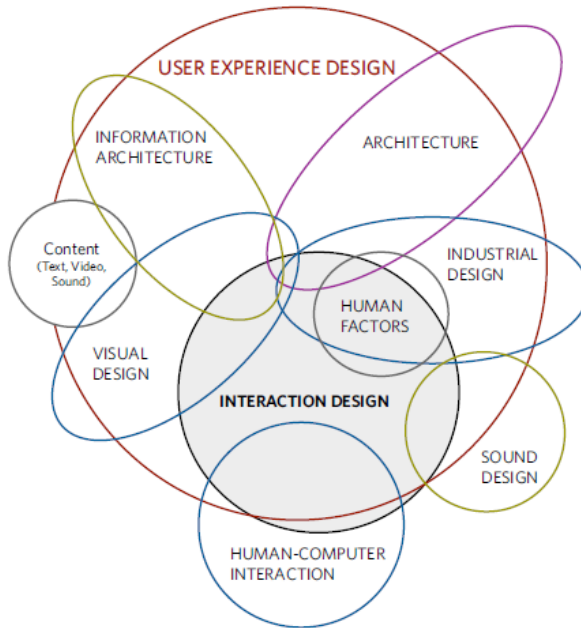 USER EXPERIENCE DESIGN
INFORMATION
ARCHITECTURE
ARCHITECTURE
Content
(Text, Video,
Sound)
INDUSTRIAL
DESIGN
HUMAN
FACTORS
VISUAL
DESIGN
INTERACTION DESIGN
SOUND
DESIGN
HUMAN-COMPUTER
INTERACTION